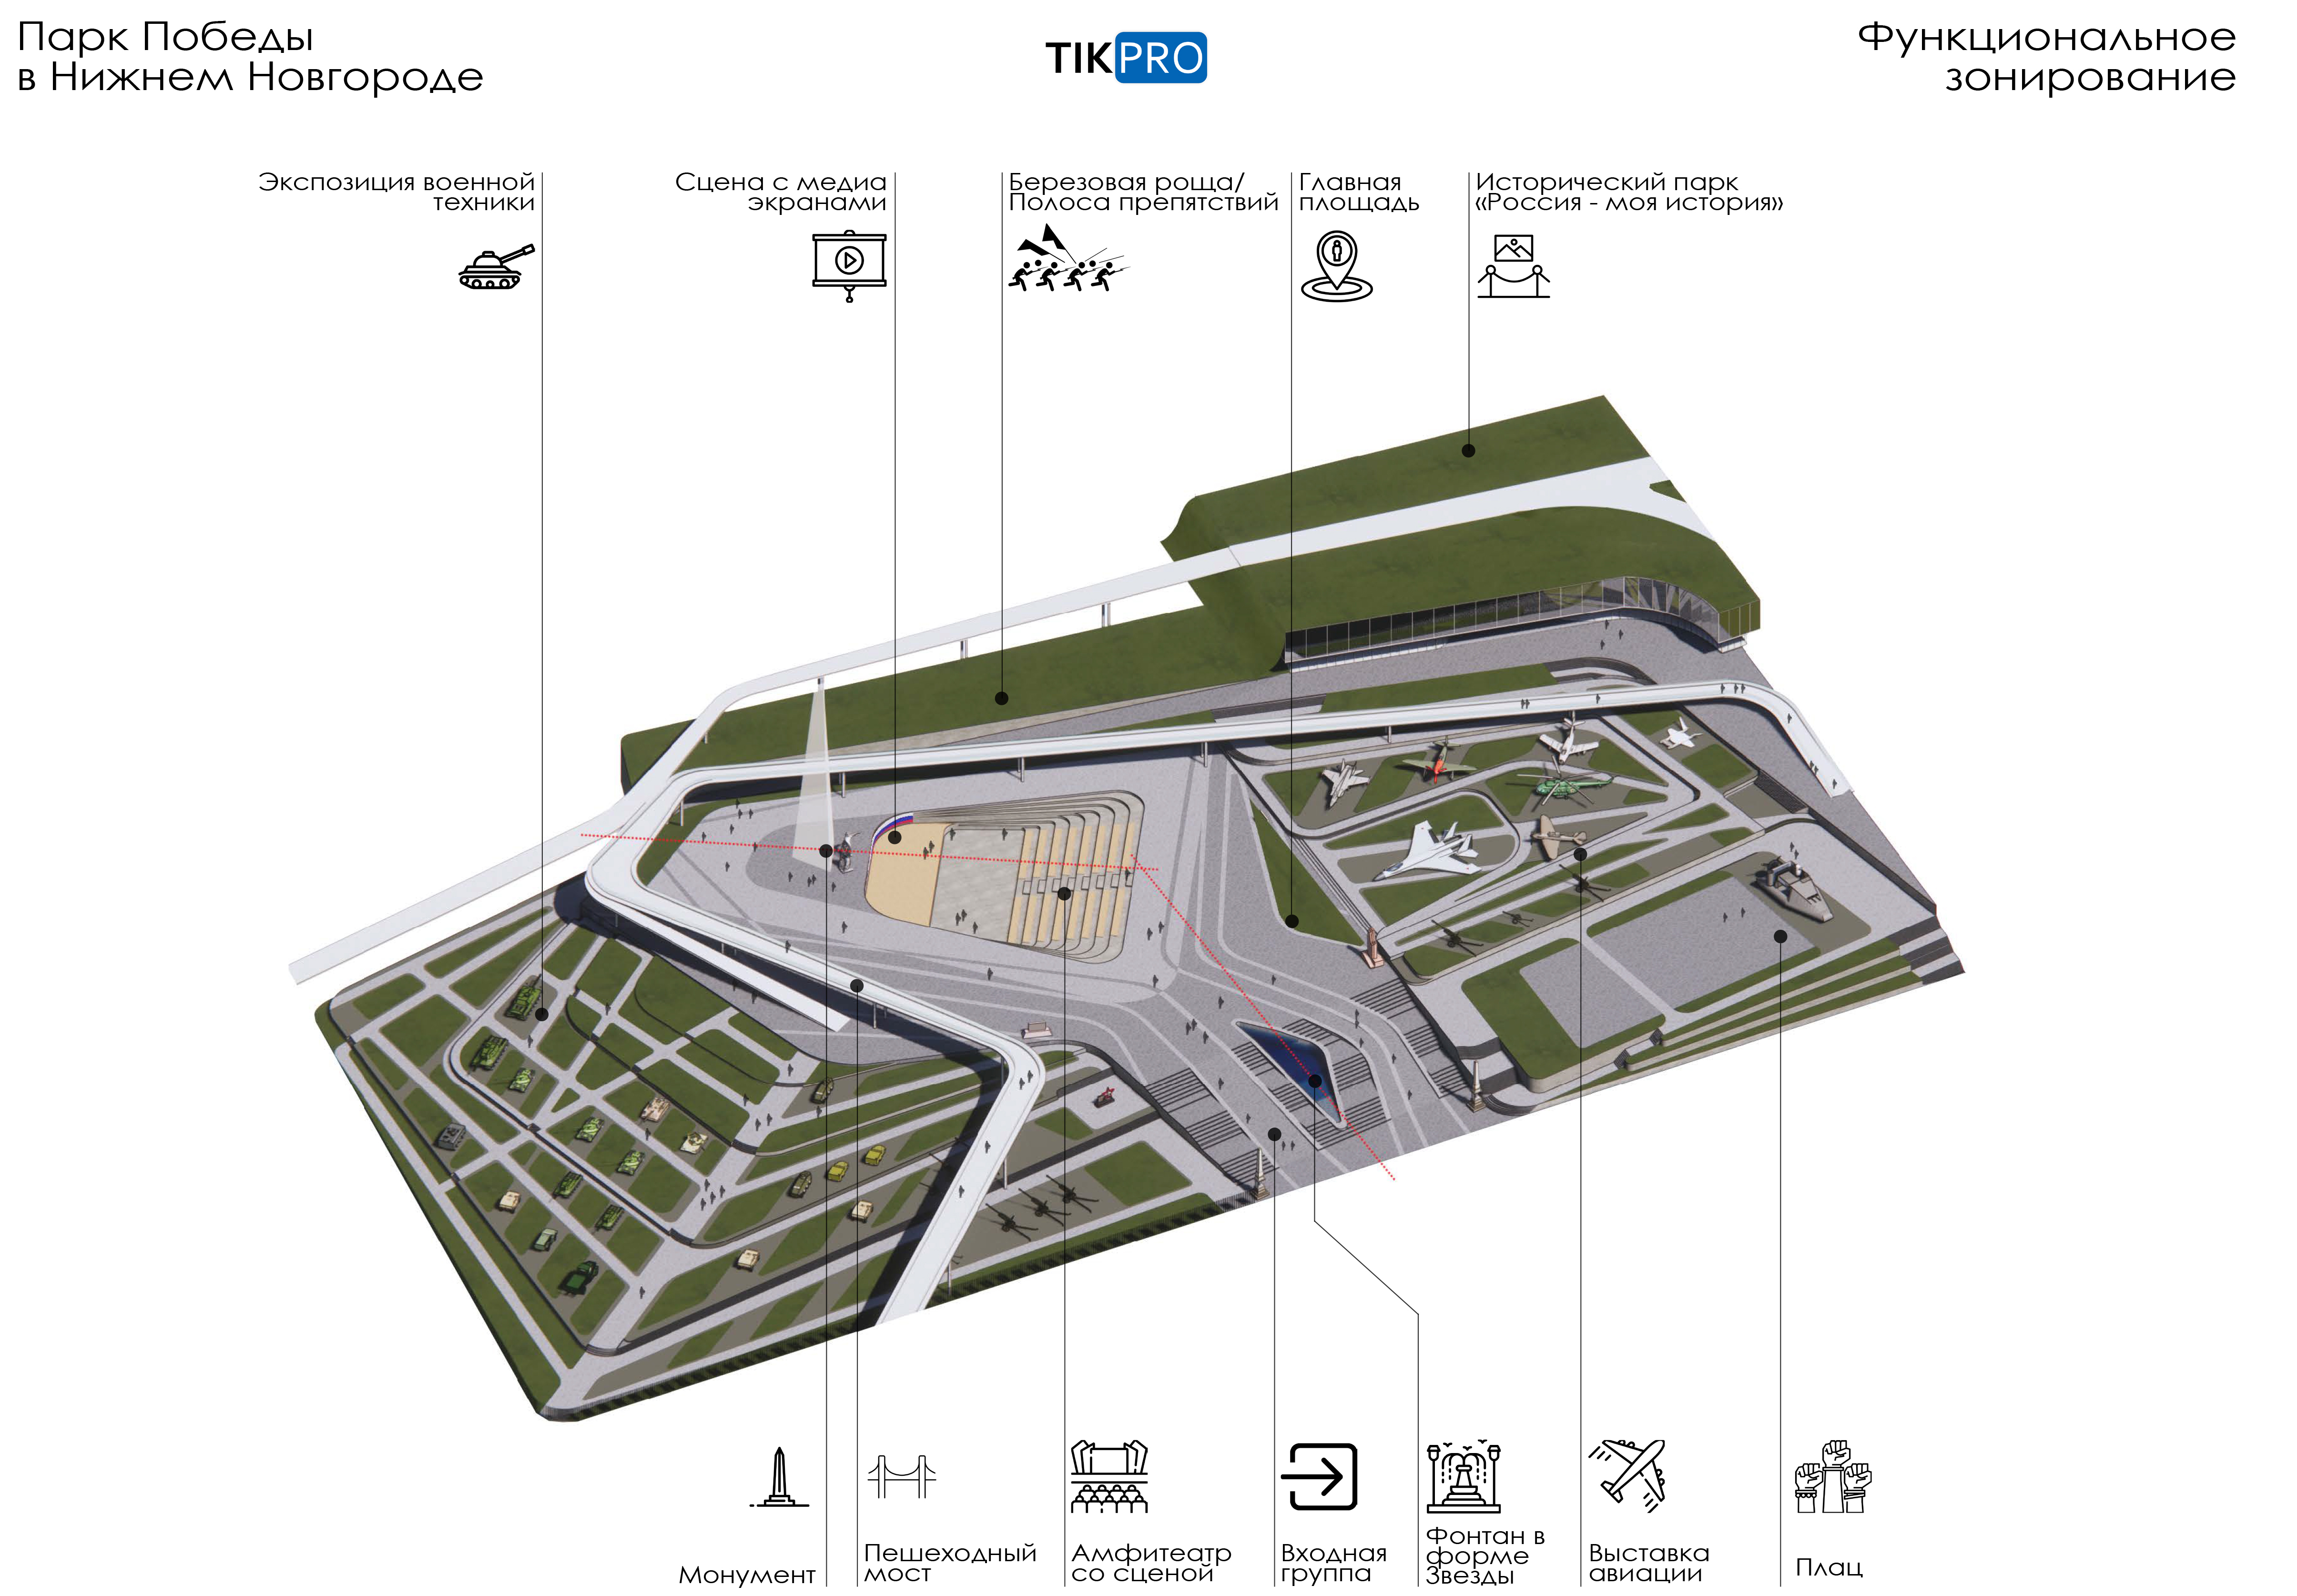 Парк Победы
в Нижнем Новгороде
TIKPRO
Функциональное
зонирование
Экспозиция военной
техники
Сцена с медиа
экранами
Березовая роща/
Полоса препятствий
Главная
площадь
Исторический парк
«Россия - моя история»
Монумент
Пешеходный
мост
Амфитеатр
со сценой
Входная
группа
Фонтан в
форме
Звезды
Выставка
авиации
Плац